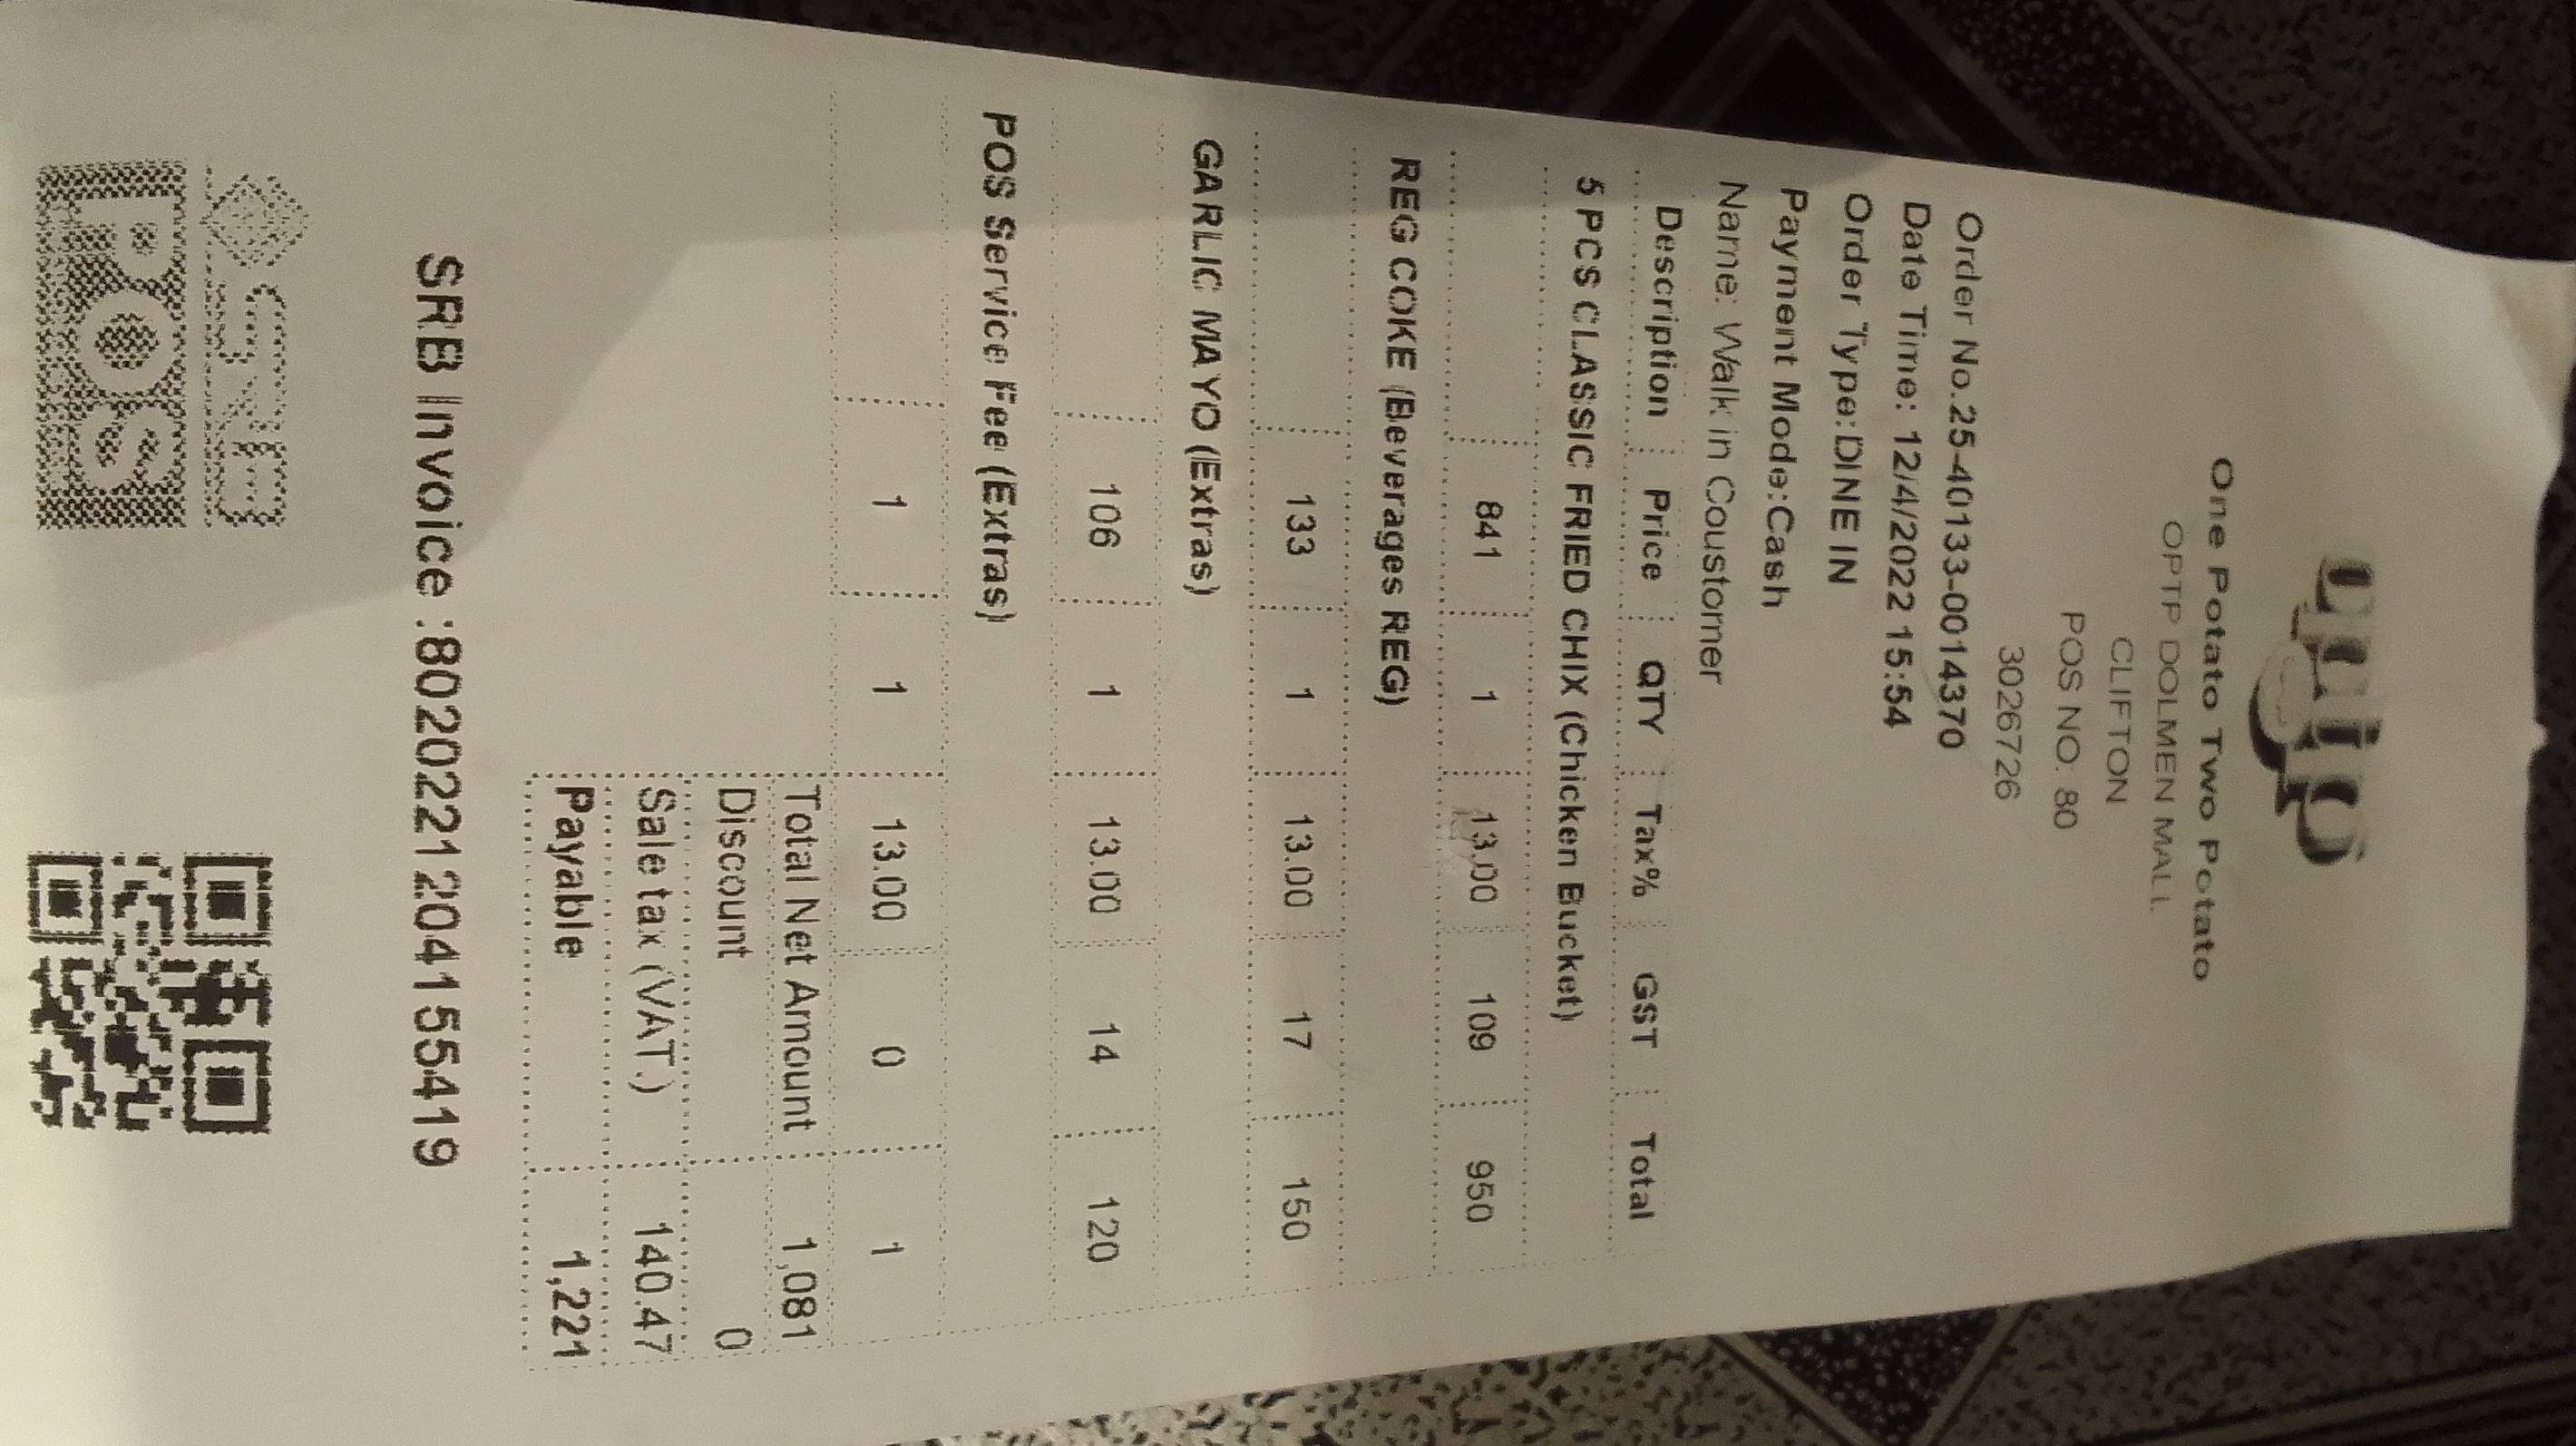 optp
One Potato Two Potato
OPTP DOLMEN MALL
CLIFTON
POS NO: 80
3026726
Order No.25-40133-0014370
Date Time: 12/4/2022 15:54
Order Type:DINE IN
Payment Mode:Cash
Name: Walk in Coustomer
Description Price QTY Tax% GST Total
5 PCS CLASSIC FRIED CHIX (Chicken Bucket)
841 1 13.00 109 950
REG COKE (Beverages REG)
133 1 13.00 17 150
GARLIC MAYO (Extras)
106 1 13.00 14 120
POS Service Fee (Extras)
1 1 13.00 0 1
Total Net Amount 1,081
Discount 0
Sale tax (VAT.) 140.47
Payable 1,221
SRB Invoice :80202212041555419
POS